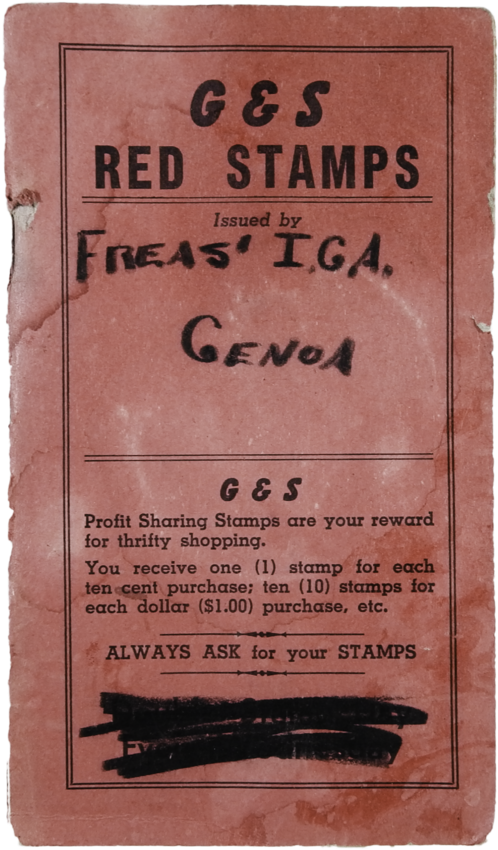 G & S
RED STAMPS
Issued by
FREAS' I.G.A.
GENOA
G & S
Profit Sharing Stamps are your reward
for thrifty shopping.
You receive one (1) stamp for each
ten cent purchase; ten (10) stamps for
each dollar ($1.00) purchase, etc.
ALWAYS ASK for your STAMPS